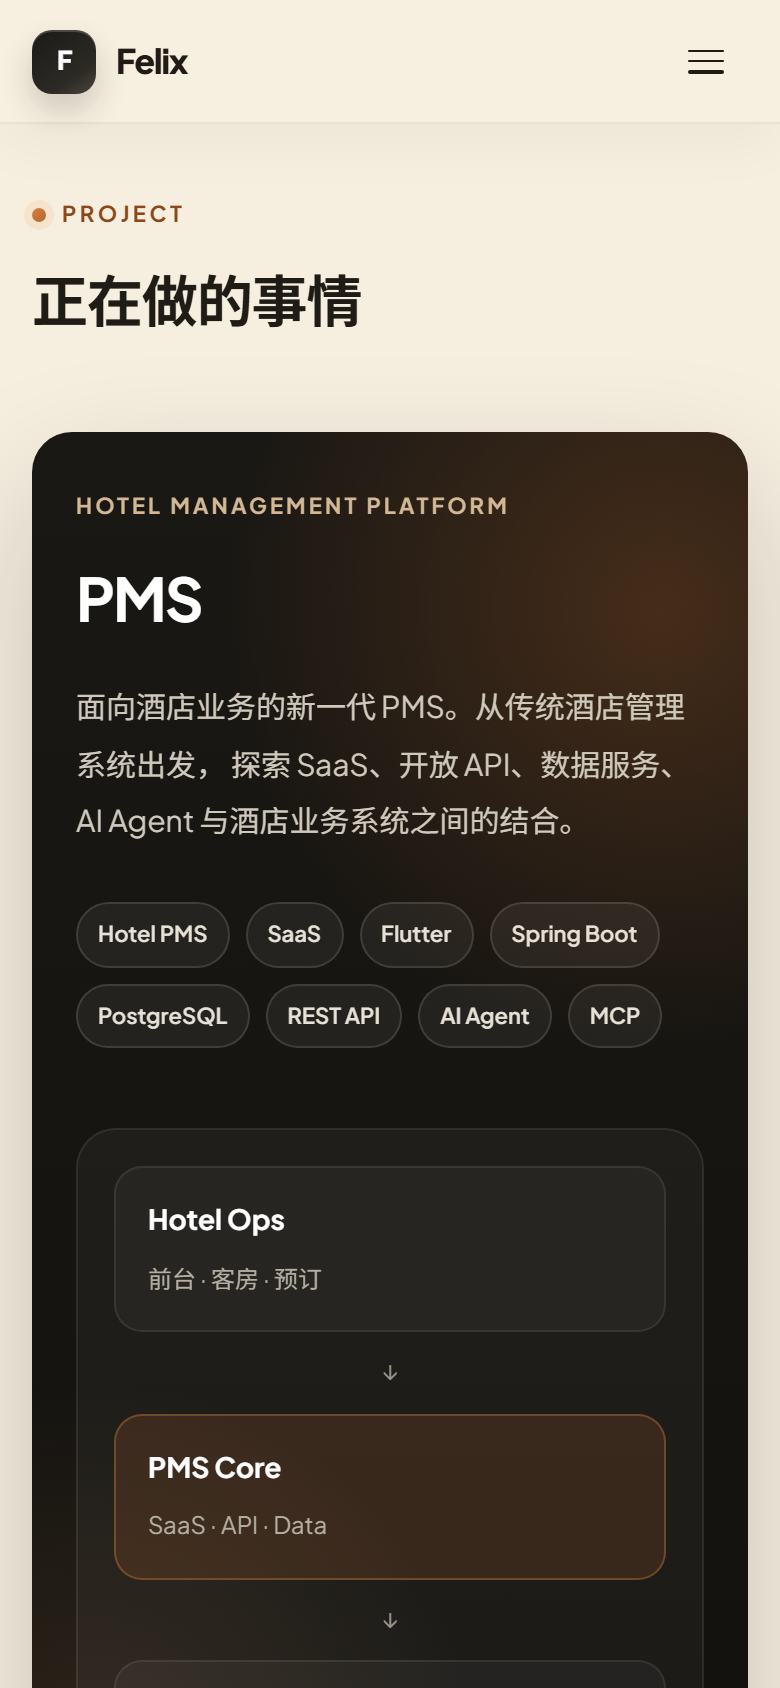 F
Felix
PROJECT
正在做的事情
HOTEL MANAGEMENT PLATFORM
PMS
面向酒店业务的新一代 PMS。从传统酒店管理
系统出发， 探索 SaaS、开放 API、数据服务、
AI Agent 与酒店业务系统之间的结合。
Hotel PMS SaaS Flutter Spring Boot
PostgreSQL REST API AI Agent MCP
Hotel Ops
前台 · 客房 · 预订
↓
PMS Core
SaaS · API · Data
↓